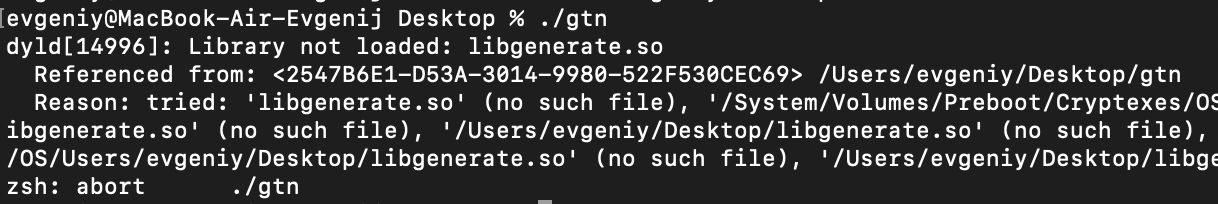 [evgeniy@MacBook-Air-Evgenij Desktop % ./gtn
dyld[14996]: Library not loaded: libgenerate.so
  Referenced from: <2547B6E1-D53A-3014-9980-522F530CEC69> /Users/evgeniy/Desktop/gtn
  Reason: tried: 'libgenerate.so' (no such file), '/System/Volumes/Preboot/Cryptexes/OS
ibgenerate.so' (no such file), '/Users/evgeniy/Desktop/libgenerate.so' (no such file),
/OS/Users/evgeniy/Desktop/libgenerate.so' (no such file), '/Users/evgeniy/Desktop/libge
zsh: abort      ./gtn